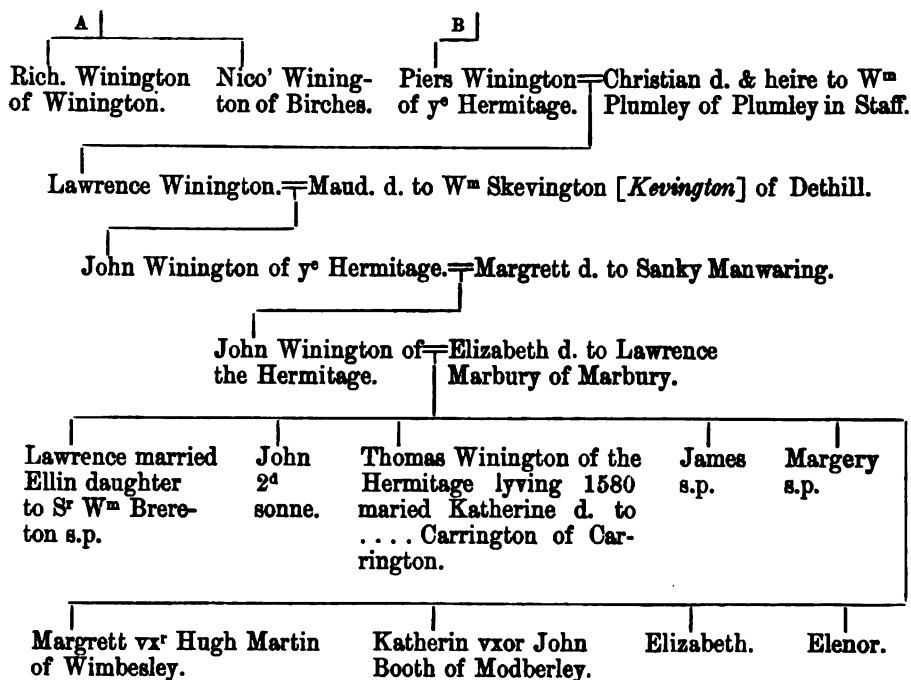 A B
Rich. Winington Nico' Wining- Piers Winington Christian d. & heire to Wᵐ
of Winington. ton of Birches. of yᵉ Hermitage. Plumley of Plumley in Staff.
Lawrence Winington. Maud. d. to Wᵐ Skevington [Kevington] of Dethill.
John Winington of yᵉ Hermitage. Margrett d. to Sanky Manwaring.
John Winington of Elizabeth d. to Lawrence
the Hermitage. Marbury of Marbury.
Lawrence married John Thomas Winington of the James Margery
Ellin daughter 2ᵈ Hermitage lyving 1580 s.p. s.p.
to Sʳ Wᵐ Brere- sonne. maried Katherine d. to
ton s.p. . . . . Carrington of Car-
rington.
Margrett vxʳ Hugh Martin Katherin vxor John Elizabeth. Elenor.
of Wimbesley. Booth of Modberley.